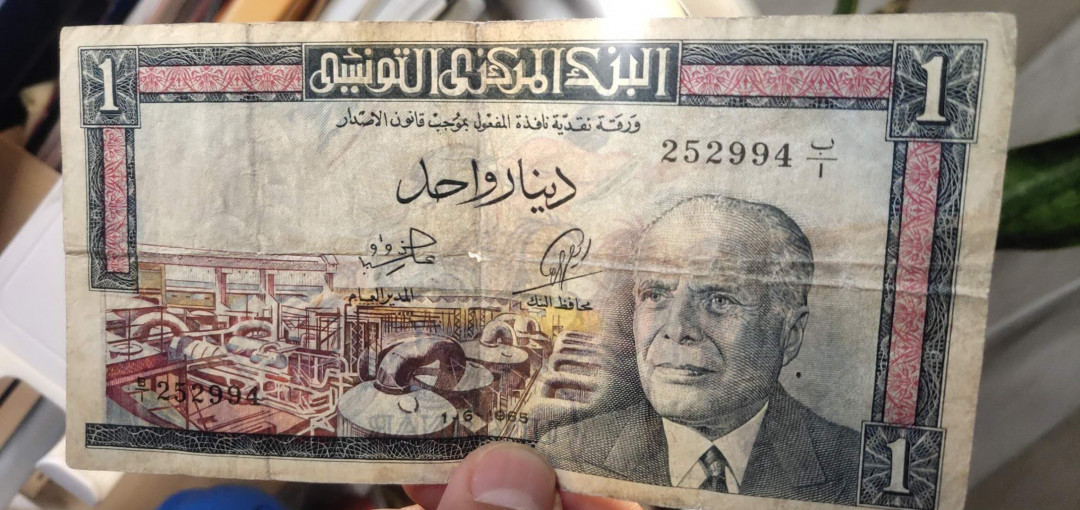 1 البنك المركزي التونسي 1
ورقة نقدية نافذة المفعول بموجب قانون الاصدار
252994 ب/١
دينار واحد
المدير العام
محافظ البنك
B/1 252994
1-6-1965
1